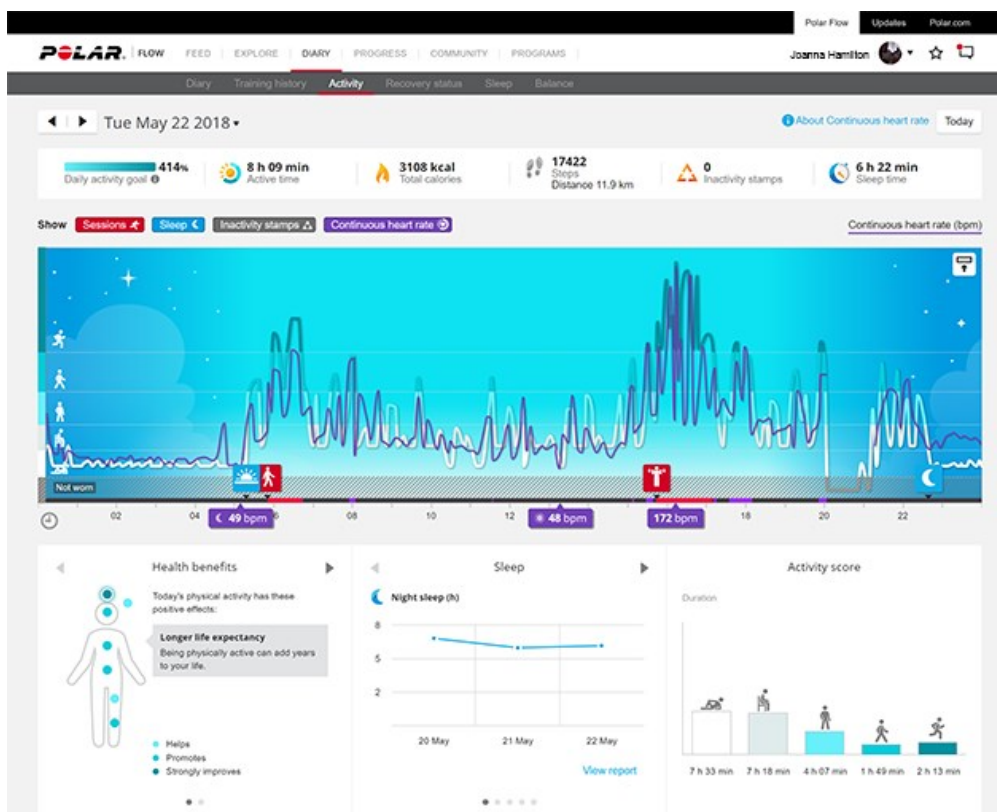 Polar Flow Updates Polar.com
POLAR. FLOW FEED EXPLORE DIARY PROGRESS COMMUNITY PROGRAMS Joanna Hamilton
Diary Training history Activity Recovery status Sleep Balance
Tue May 22 2018 About Continuous heart rate Today
414% 8 h 09 min 3108 kcal 17422 0 6 h 22 min
Daily activity goal Active time Total calories Steps Inactivity stamps Sleep time
Distance 11.9 km
Show Sessions Sleep Inactivity stamps Continuous heart rate Continuous heart rate (bpm)
Not worn
02 04 06 08 10 12 16 18 20 22
49 bpm 48 bpm 172 bpm
Health benefits
Today's physical activity has these
positive effects:
Longer life expectancy
Being physically active can add years
to your life.
Helps
Promotes
Strongly improves
Sleep
Night sleep (h)
8
5
2
20 May 21 May 22 May
View report
Activity score
Duration
7 h 33 min 7 h 18 min 4 h 07 min 1 h 49 min 2 h 13 min